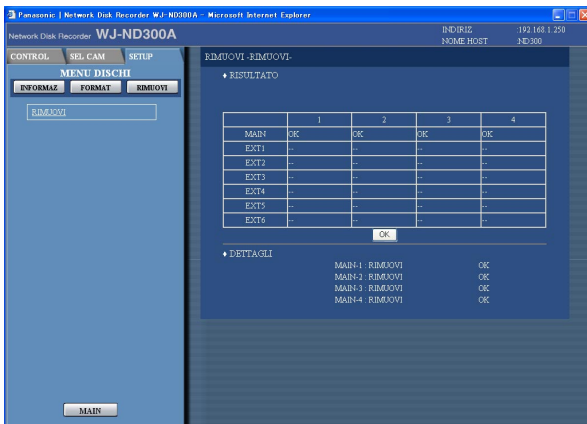 Panasonic | Network Disk Recorder WJ-ND300A - Microsoft Internet Explorer
Network Disk Recorder WJ-ND300A
INDIRIZ :192.168.1.250
NOME HOST :ND300
CONTROL SEL CAM SETUP
MENU DISCHI
INFORMAZ FORMAT RIMUOVI
RIMUOVI
MAIN
RIMUOVI -RIMUOVI-
♦ RISULTATO
1 2 3 4
MAIN OK OK OK OK
EXT1 -- -- -- --
EXT2 -- -- -- --
EXT3 -- -- -- --
EXT4 -- -- -- --
EXT5 -- -- -- --
EXT6 -- -- -- --
OK
♦ DETTAGLI
MAIN-1 : RIMUOVI OK
MAIN-2 : RIMUOVI OK
MAIN-3 : RIMUOVI OK
MAIN-4 : RIMUOVI OK